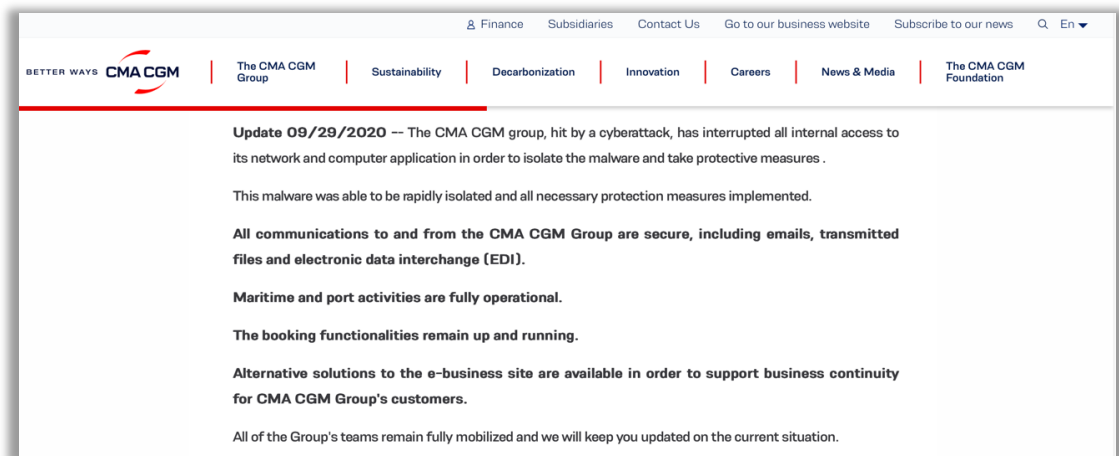 Finance Subsidiaries Contact Us Go to our business website Subscribe to our news En
BETTER WAYS CMA CGM
The CMA CGM
Group
Sustainability
Decarbonization
Innovation
Careers
News & Media
The CMA CGM
Foundation
Update 09/29/2020 -- The CMA CGM group, hit by a cyberattack, has interrupted all internal access to
its network and computer application in order to isolate the malware and take protective measures .
This malware was able to be rapidly isolated and all necessary protection measures implemented.
All communications to and from the CMA CGM Group are secure, including emails, transmitted
files and electronic data interchange (EDI).
Maritime and port activities are fully operational.
The booking functionalities remain up and running.
Alternative solutions to the e-business site are available in order to support business continuity
for CMA CGM Group's customers.
All of the Group's teams remain fully mobilized and we will keep you updated on the current situation.